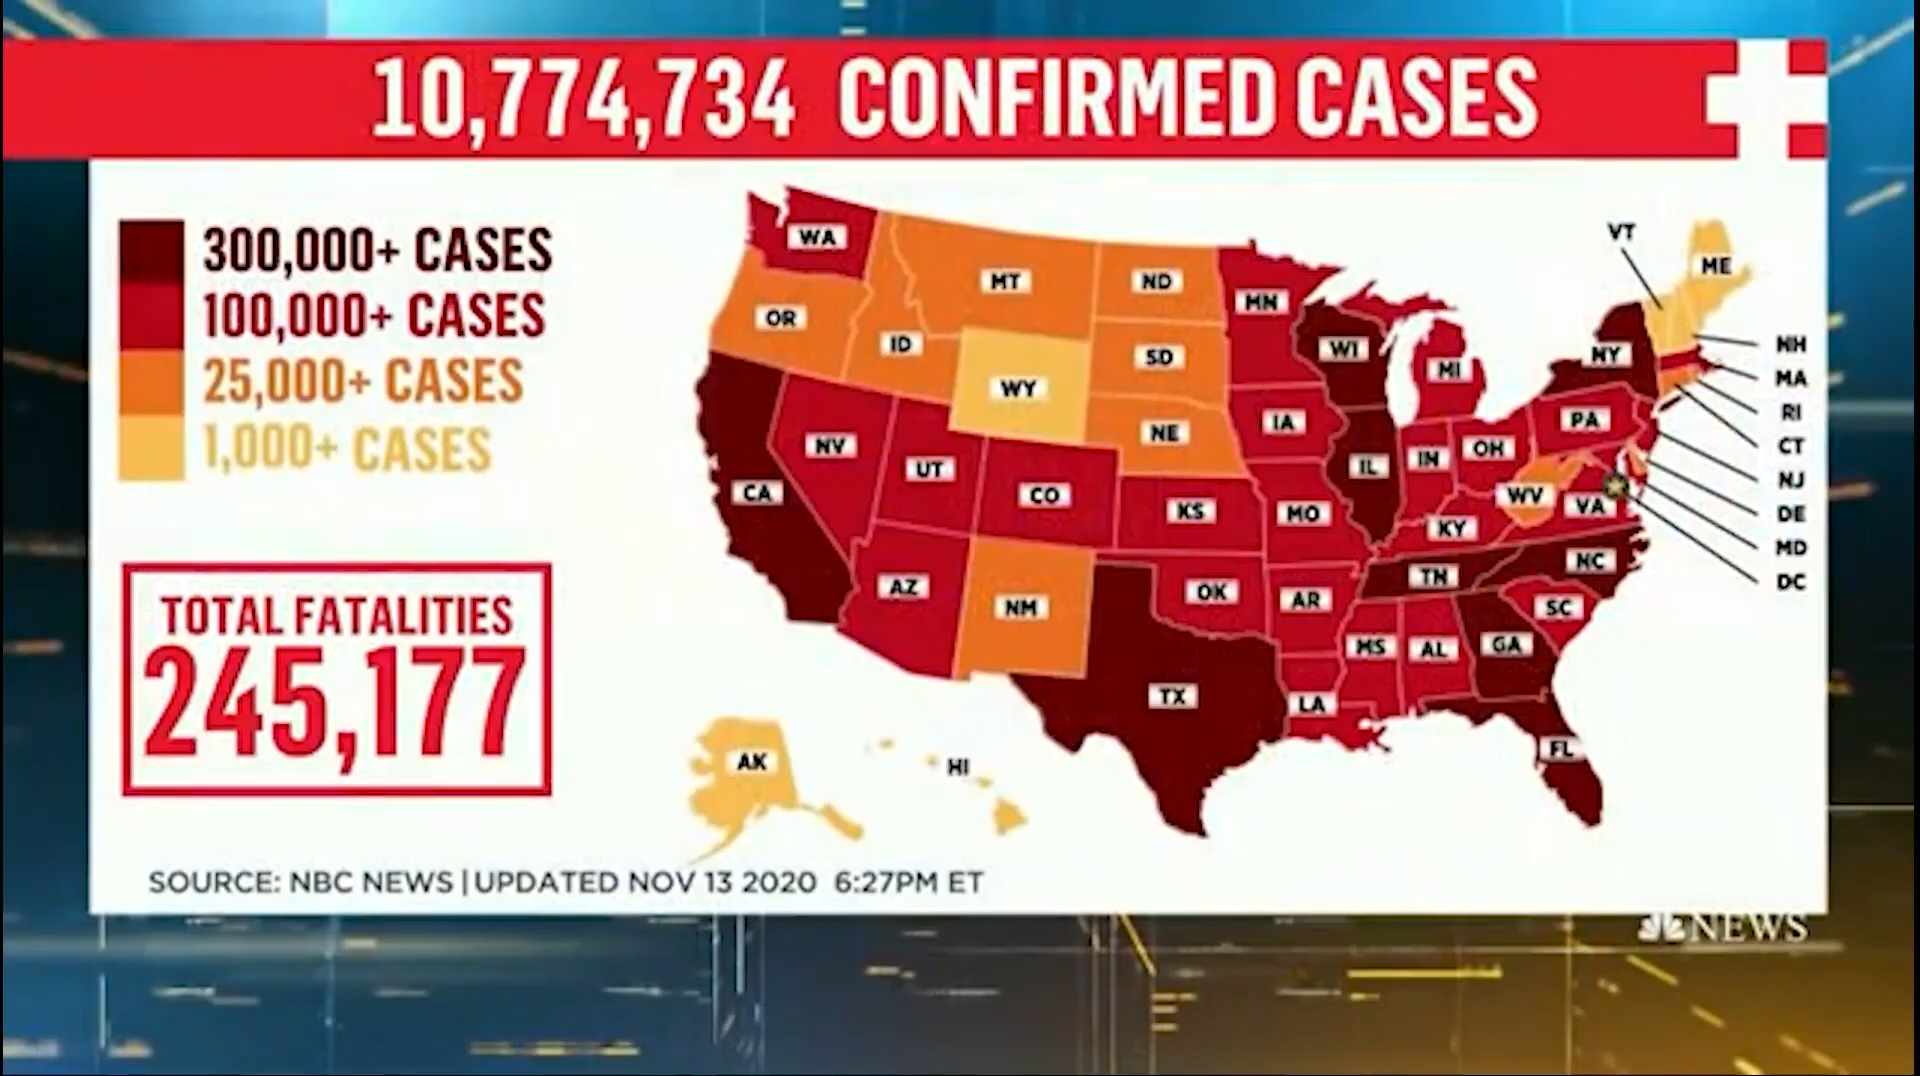 10,774,734 CONFIRMED CASES
300,000+ CASES
100,000+ CASES
25,000+ CASES
1,000+ CASES
TOTAL FATALITIES
245,177
WA
MT
ND
MN
OR
ID
WY
SD
WI
MI
NY
VT
ME
NH
MA
RI
CT
NJ
DE
MD
DC
NE
IA
PA
NV
UT
CO
CA
KS
MO
IL
IN
OH
WV
VA
KY
AZ
NM
OK
AR
TN
NC
SC
MS
AL
GA
TX
LA
FL
AK
HI
SOURCE: NBC NEWS | UPDATED NOV 13 2020 6:27PM ET
NEWS